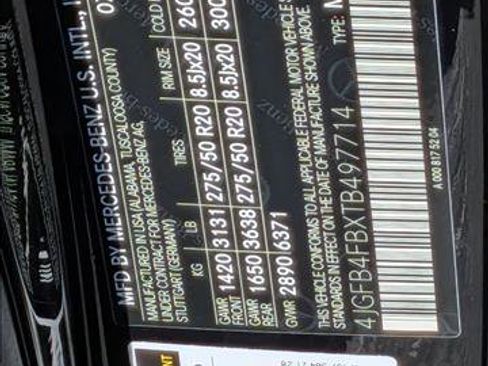 MFD BY MERCEDES-BENZ U.S. INTL.,
MANUFACTURED IN USA (ALABAMA, TUSCALOOSA COUNTY)
UNDER CONTRACT FOR MERCEDES-BENZ AG,
STUTTGART (GERMANY)
KG LB TIRES RIM SIZE COLD
GAWR FRONT 1420 3131 275/50 R20 8.5Jx20
GAWR REAR 1650 3638 275/50 R20 8.5Jx20
GVWR 2890 6371
THIS VEHICLE CONFORMS TO ALL APPLICABLE FEDERAL MOTOR VEHICLE
STANDARDS IN EFFECT ON THE DATE OF MANUFACTURE SHOWN ABOVE.
4JGFB4FBXTB497714 TYPE:
A 000 817 52 04